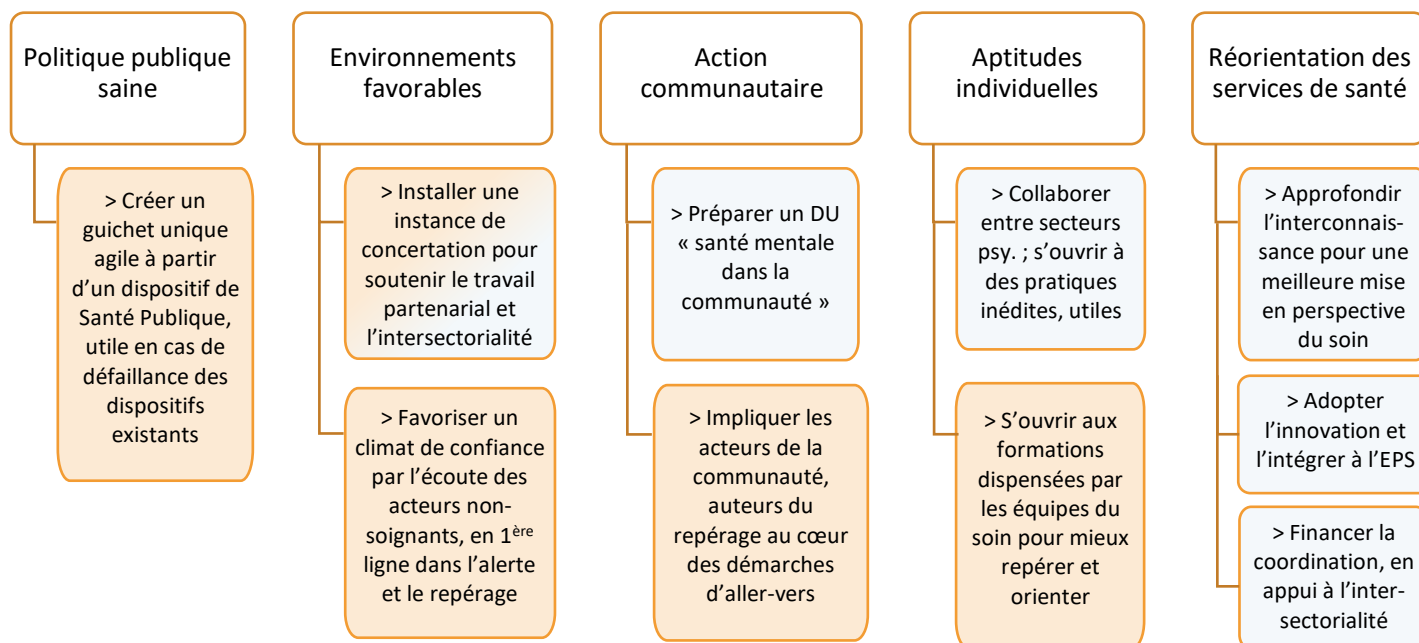 Politique publique
saine
> Créer un
guichet unique
agile à partir
d’un dispositif de
Santé Publique,
utile en cas de
défaillance des
dispositifs
existants
Environnements
favorables
> Installer une
instance de
concertation pour
soutenir le travail
partenarial et
l’intersectorialité
> Favoriser un
climat de confiance
par l’écoute des
acteurs non-
soignants, en 1ère
ligne dans l’alerte
et le repérage
Action
communautaire
> Préparer un DU
« santé mentale
dans la
communauté »
> Impliquer les
acteurs de la
communauté,
auteurs du
repérage au cœur
des démarches
d’aller-vers
Aptitudes
individuelles
> Collaborer
entre secteurs
psy. ; s’ouvrir à
des pratiques
inédites, utiles
> S’ouvrir aux
formations
dispensées par
les équipes du
soin pour mieux
repérer et
orienter
Réorientation des
services de santé
> Approfondir
l’interconnais-
sance pour une
meilleure mise
en perspective
du soin
> Adopter
l’innovation et
l’intégrer à l’EPS
> Financer la
coordination, en
appui à l’inter-
sectorialité